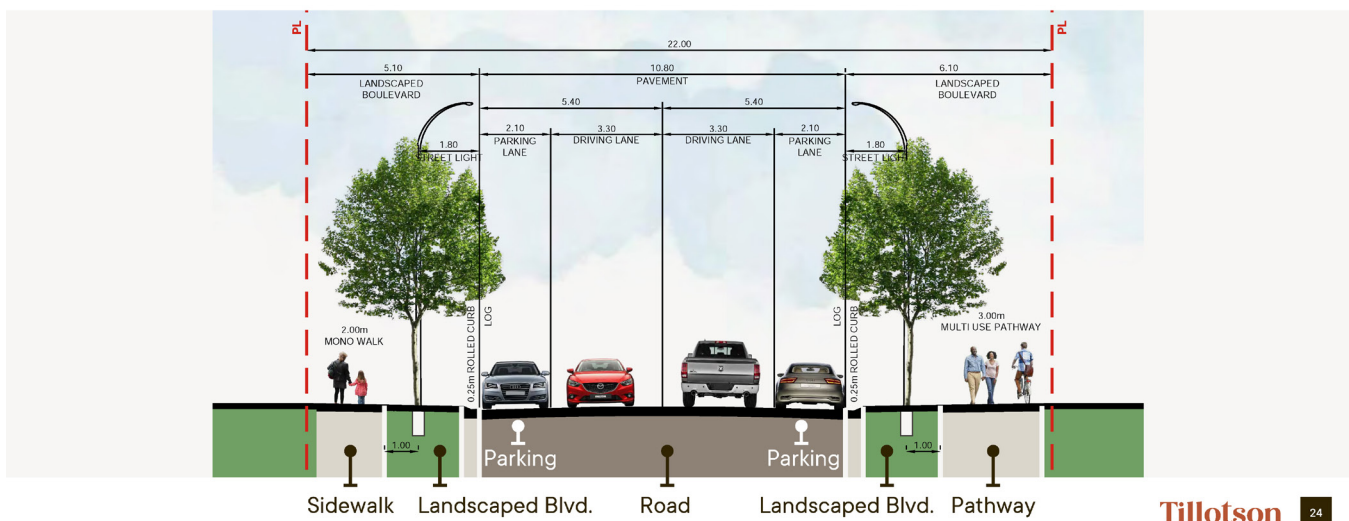 PL
PL
22.00
5.10
10.80
6.10
LANDSCAPED
BOULEVARD
PAVEMENT
LANDSCAPED
BOULEVARD
5.40
5.40
2.10
3.30
3.30
2.10
PARKING
LANE
DRIVING LANE
DRIVING LANE
PARKING
LANE
1.80
STREET LIGHT
1.80
STREET LIGHT
0.25m ROLLED CURB
LOG
LOG
0.25m ROLLED CURB
2.00m
MONO WALK
3.00m
MULTI USE PATHWAY
1.00
1.00
Parking
Parking
Sidewalk
Landscaped Blvd.
Road
Landscaped Blvd.
Pathway
Tillotson
24